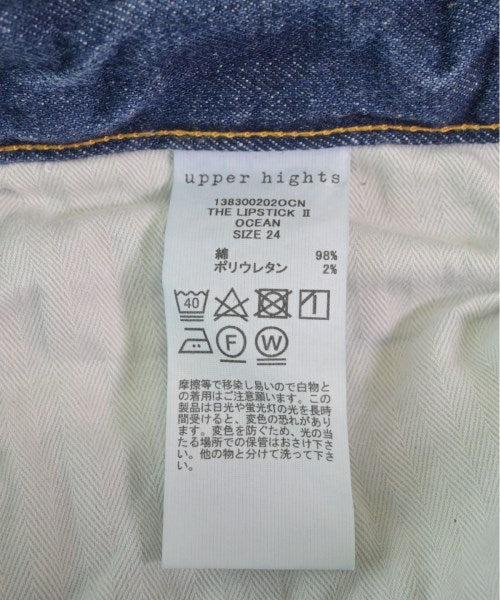 upper hights
138300202OCN
THE LIPSTICK Ⅱ
OCEAN
SIZE 24
綿 98%
ポリウレタン 2%
40
F W
摩擦等で移染し易いので白物と
の着用はご注意願います。この
製品は日光や蛍光灯の光を長時
間受けると、変色の恐れがあり
ます。変色を防ぐため、光の当
たる場所での保管はおさけ下さ
い。他の物と分けて洗って下さ
い。